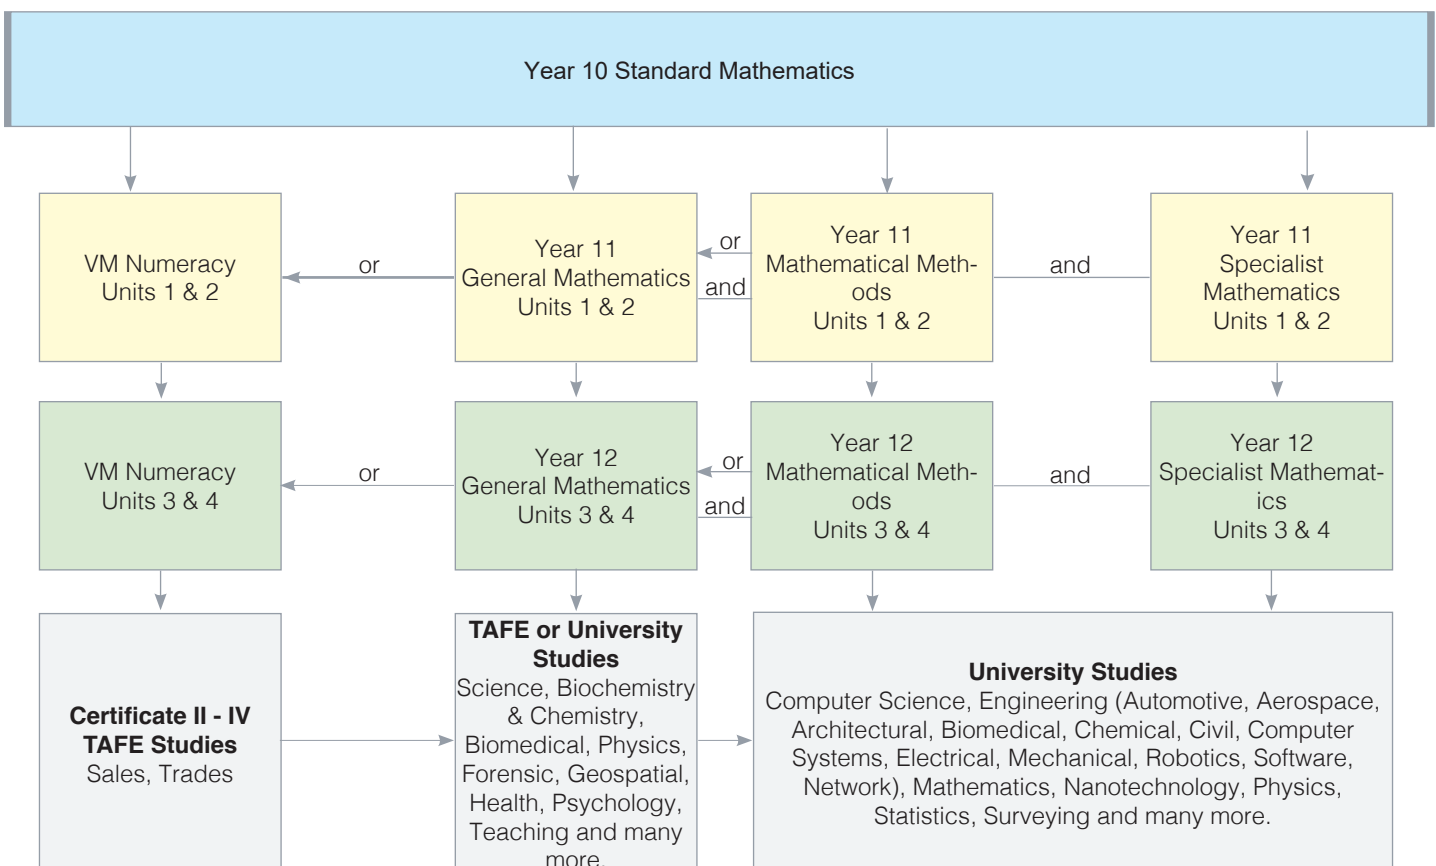 Year 10 Standard Mathematics
VM Numeracy
Units 1 & 2
or
Year 11
General Mathematics
Units 1 & 2
or
and
Year 11
Mathematical Meth-
ods
Units 1 & 2
and
Year 11
Specialist
Mathematics
Units 1 & 2
VM Numeracy
Units 3 & 4
or
Year 12
General Mathematics
Units 3 & 4
or
and
Year 12
Mathematical Meth-
ods
Units 3 & 4
and
Year 12
Specialist Mathemat-
ics
Units 3 & 4
Certificate II - IV
TAFE Studies
Sales, Trades
TAFE or University
Studies
Science, Biochemistry
& Chemistry,
Biomedical, Physics,
Forensic, Geospatial,
Health, Psychology,
Teaching and many
more.
University Studies
Computer Science, Engineering (Automotive, Aerospace,
Architectural, Biomedical, Chemical, Civil, Computer
Systems, Electrical, Mechanical, Robotics, Software,
Network), Mathematics, Nanotechnology, Physics,
Statistics, Surveying and many more.